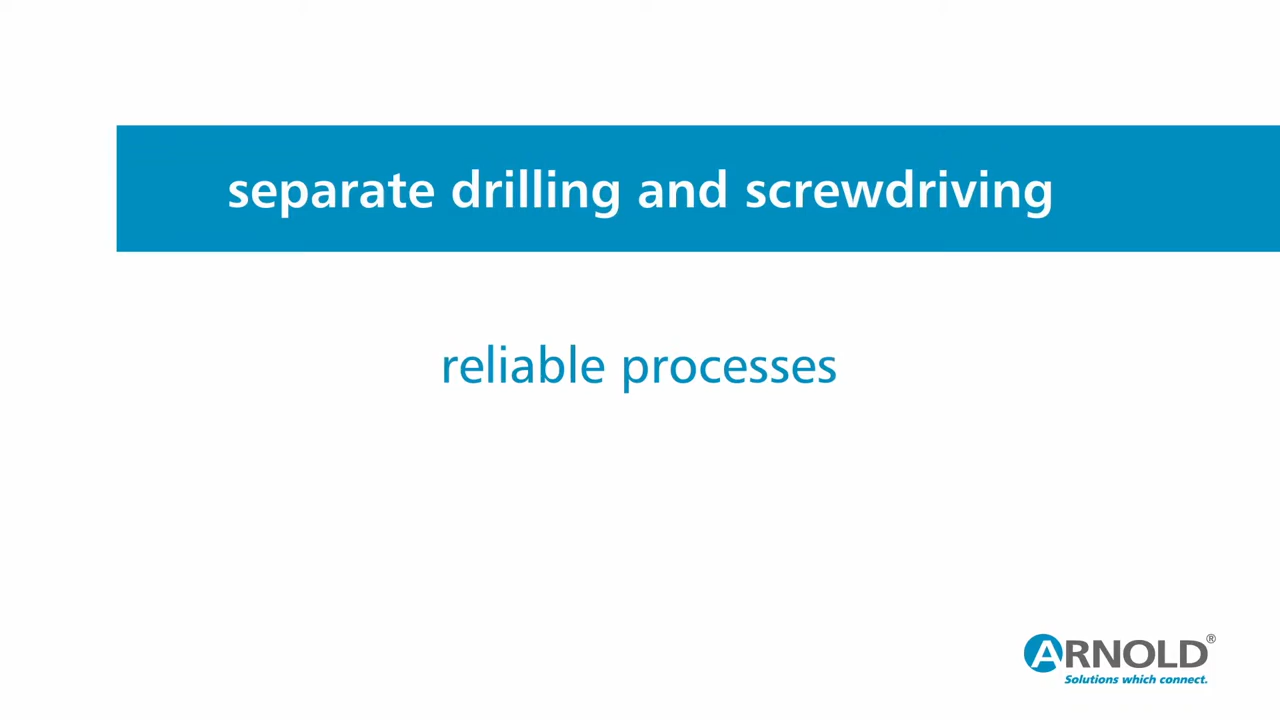 separate drilling and screwdriving
reliable processes
ARNOLD®
Solutions which connect.